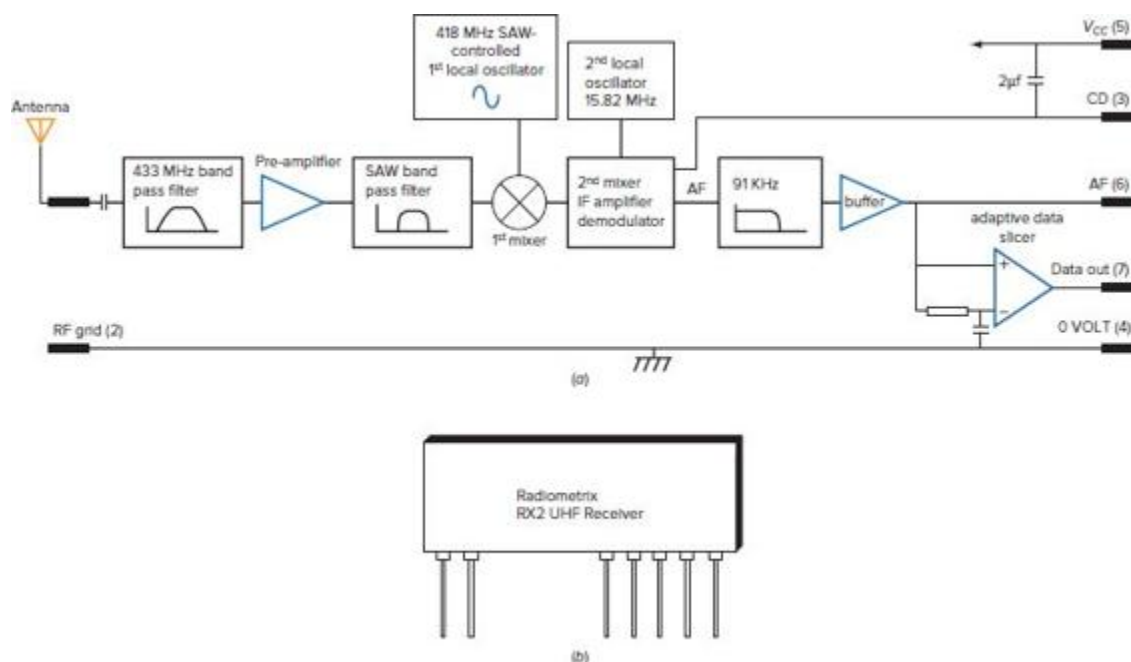 418 MHz SAW-
controlled
1st local oscillator
2nd local
oscillator
15.82 MHz
VCC (5)
2µf
CD (3)
Antenna
433 MHz band
pass filter
Pre-amplifier
SAW band
pass filter
1st mixer
2nd mixer
IF amplifier
demodulator
AF
91 KHz
buffer
AF (6)
adaptive data
slicer
+
−
Data out (7)
RF grid (2)
0 VOLT (4)
(a)
Radiometrix
RX2 UHF Receiver
(b)